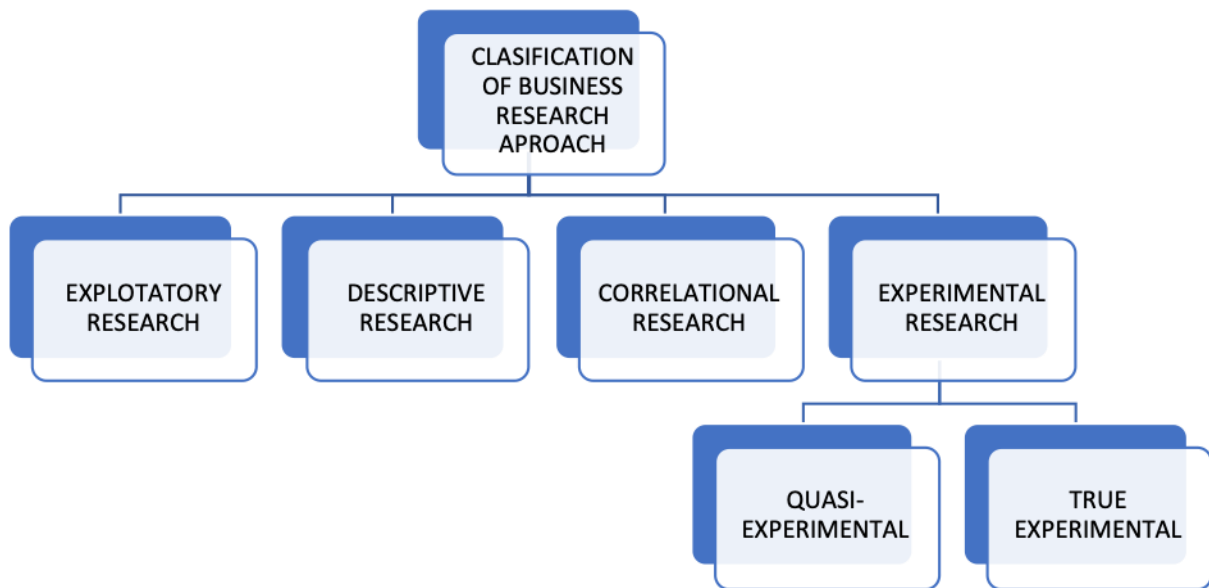 CLASIFICATION
OF BUSINESS
RESEARCH
APROACH
EXPLOTATORY
RESEARCH
DESCRIPTIVE
RESEARCH
CORRELATIONAL
RESEARCH
EXPERIMENTAL
RESEARCH
QUASI-
EXPERIMENTAL
TRUE
EXPERIMENTAL